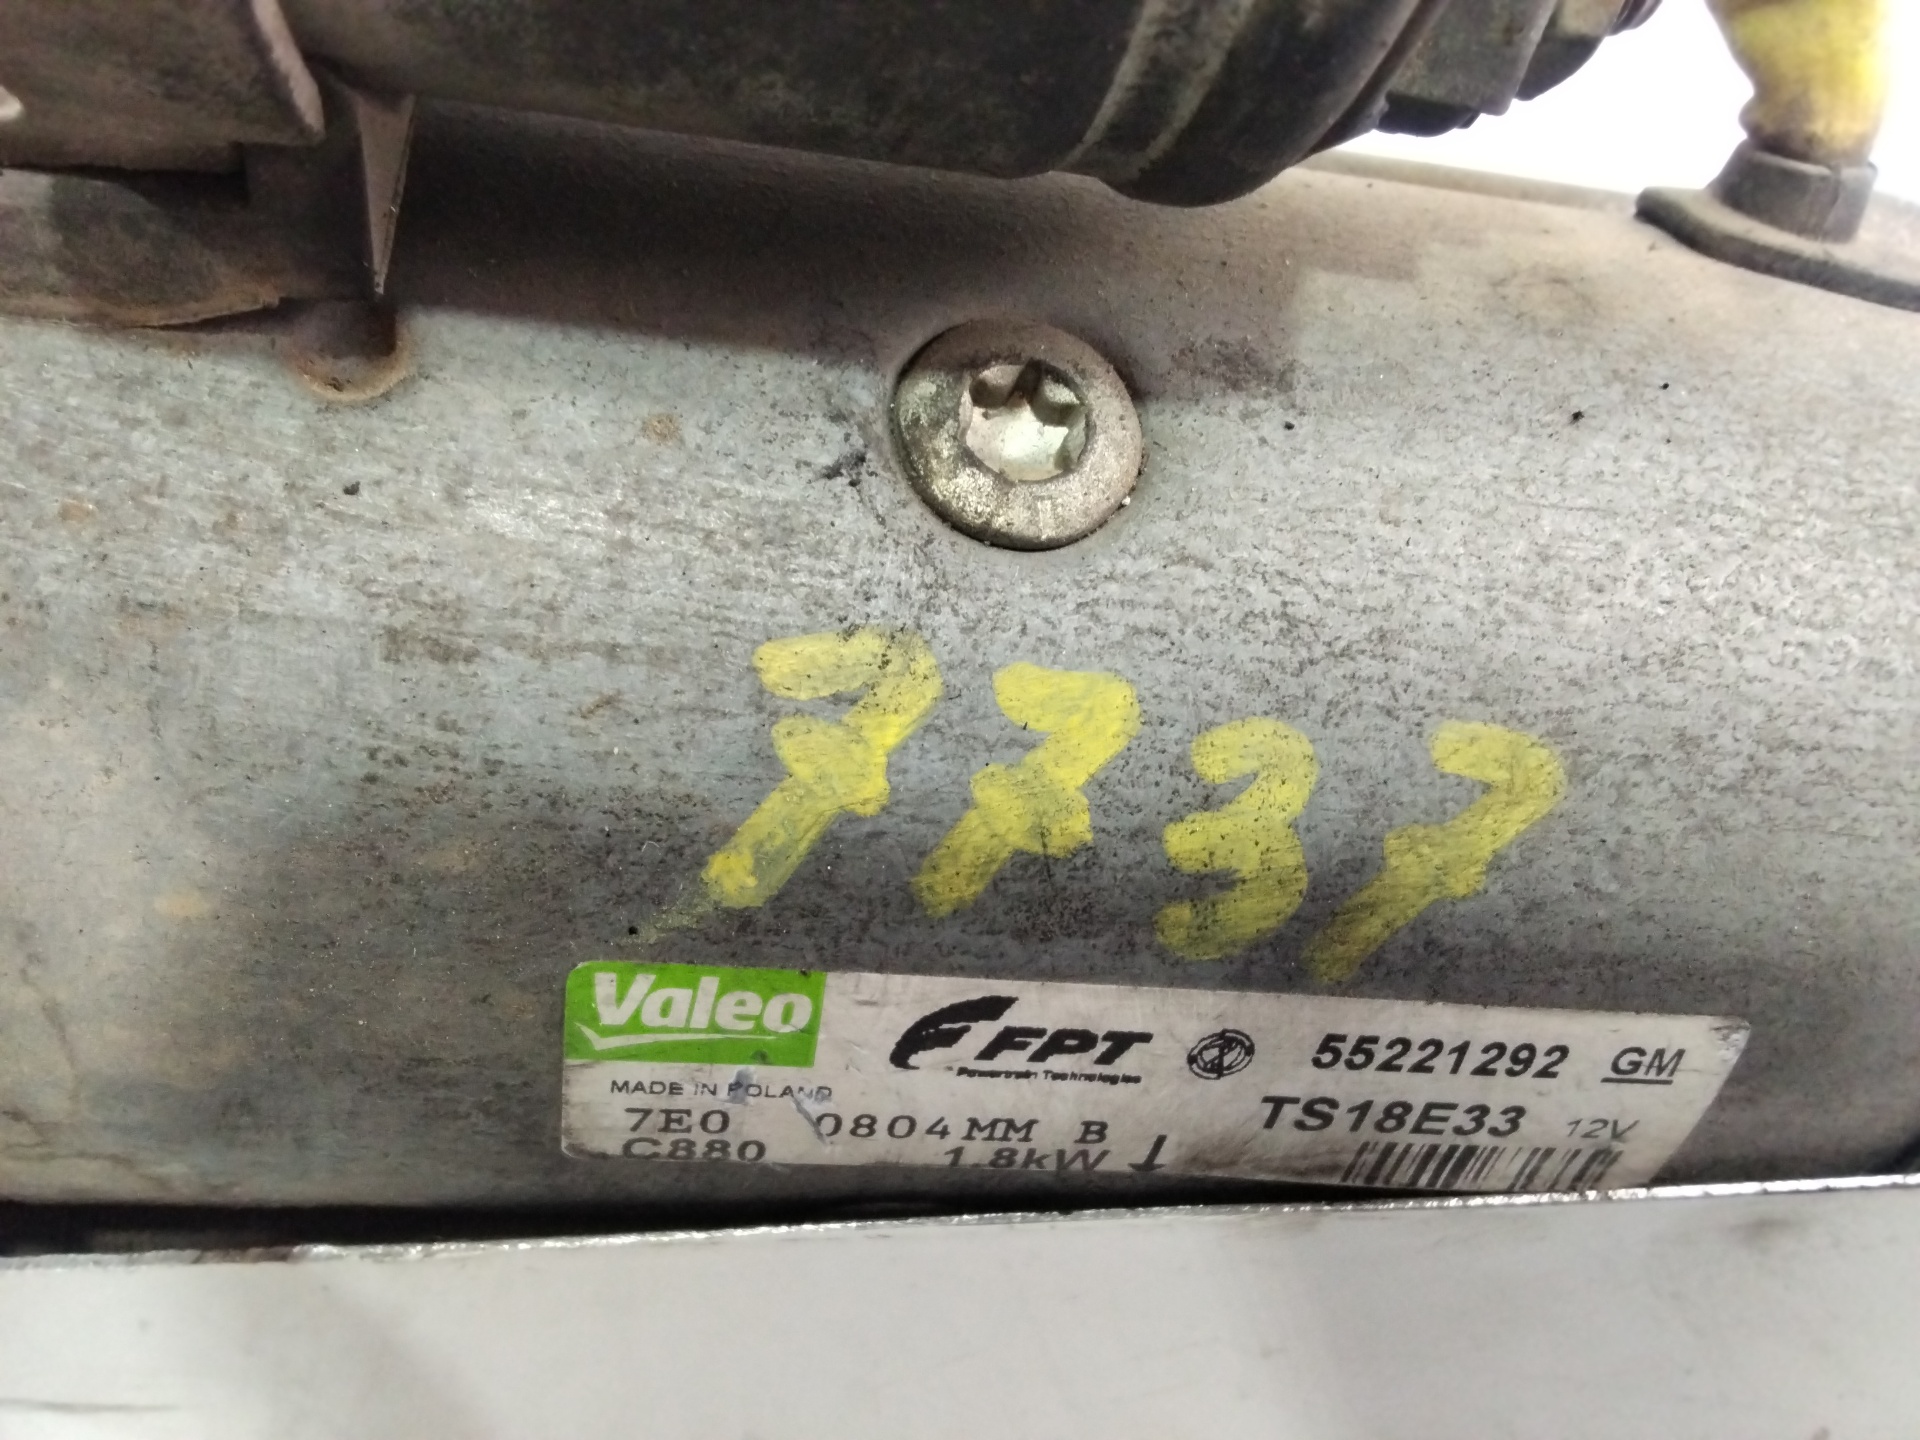 7737
Valeo FPT 55221292 GM
Powertrain Technologies
MADE IN POLAND
7E0 0804MM B TS18E33 12V
C880 1.8kW